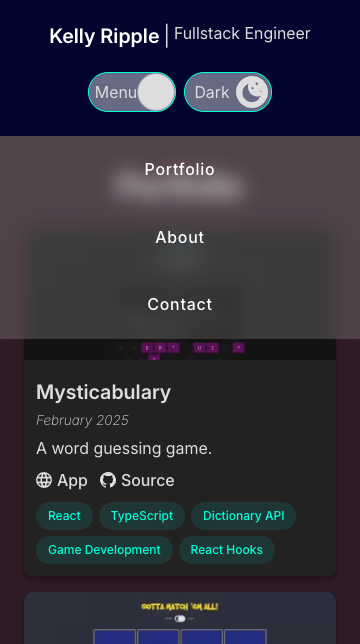 Kelly Ripple | Fullstack Engineer
Menu Dark
Portfolio
About
Contact
Mysticabulary
February 2025
A word guessing game.
App Source
React TypeScript Dictionary API
Game Development React Hooks
GOTTA MATCH 'EM ALL!